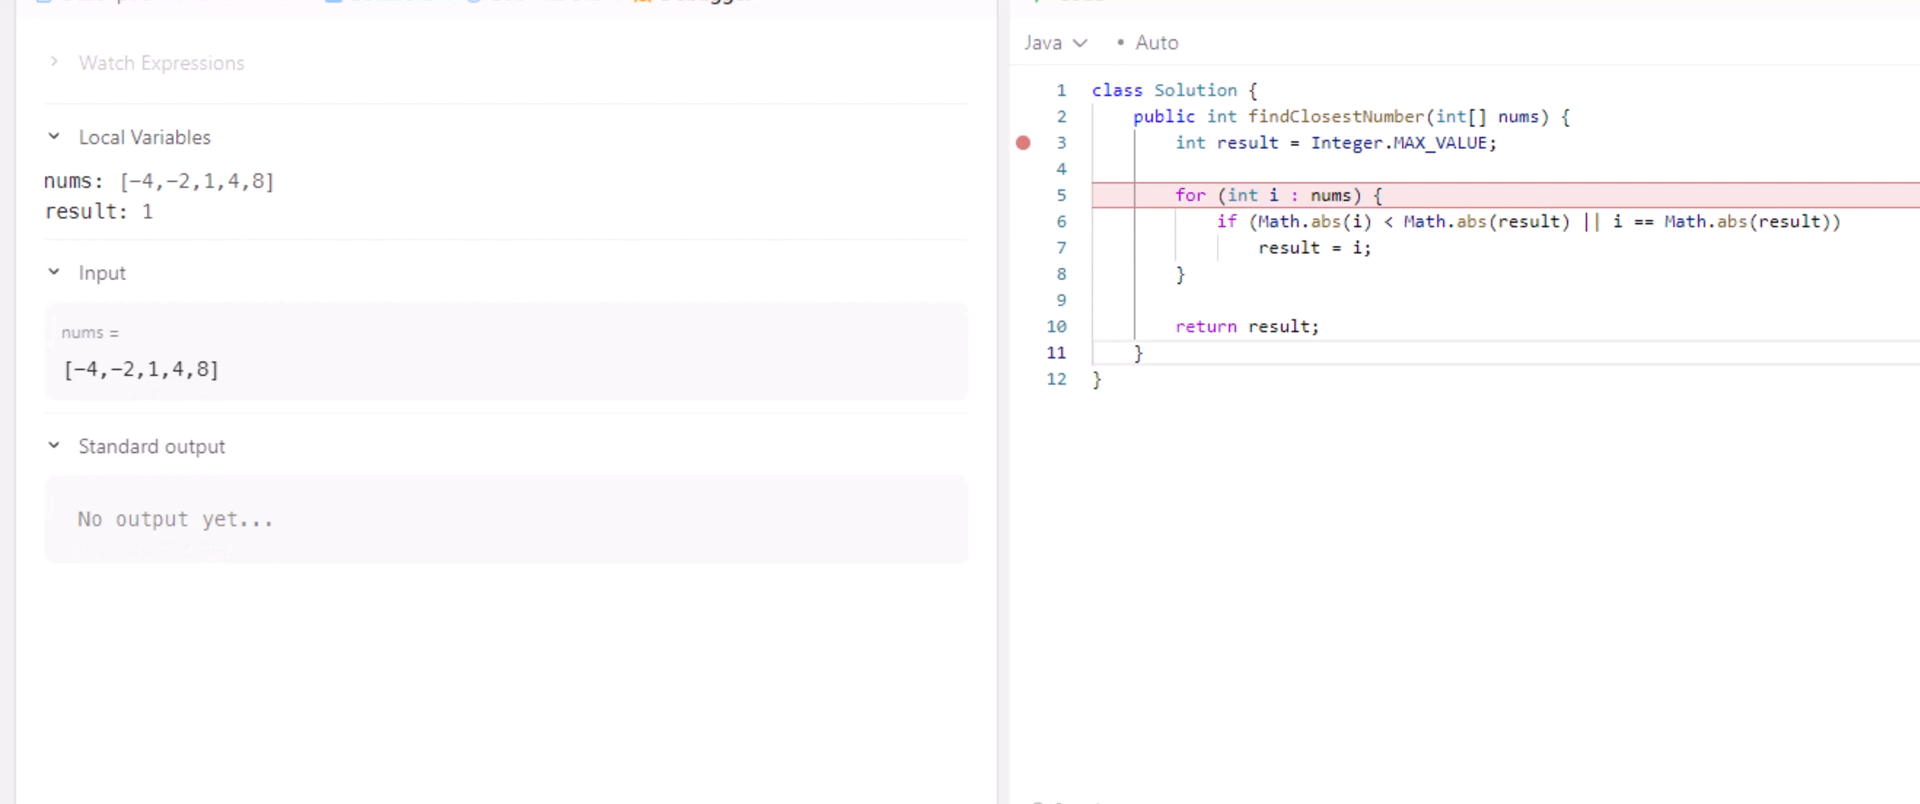 Watch Expressions
Local Variables
nums: [-4,-2,1,4,8]
result: 1
Input
nums =
[-4,-2,1,4,8]
Standard output
No output yet...
Java
• Auto
1 class Solution {
2 public int findClosestNumber(int[] nums) {
3 int result = Integer.MAX_VALUE;
4
5 for (int i : nums) {
6 if (Math.abs(i) < Math.abs(result) || i == Math.abs(result))
7 result = i;
8 }
9
10 return result;
11 }
12 }